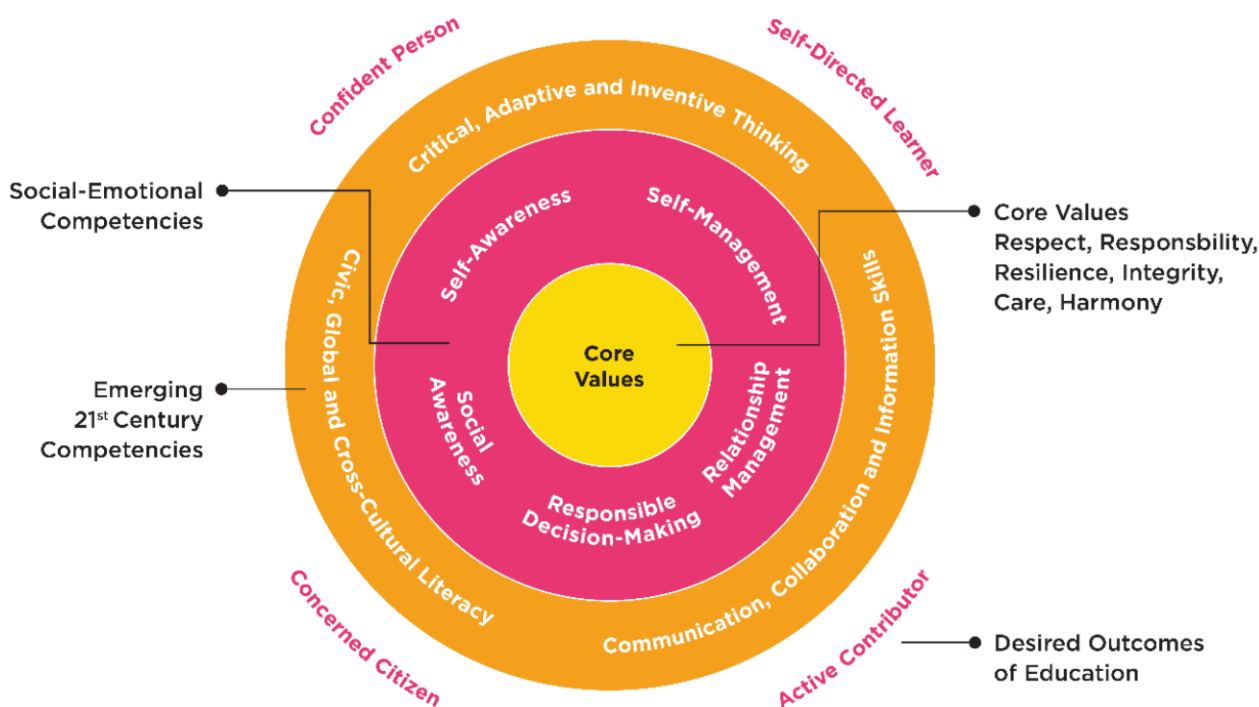 Confident Person
Self-Directed Learner
Critical, Adaptive and Inventive Thinking
Social-Emotional
Competencies
Self-Awareness
Self-Management
Core Values
Respect, Responsbility,
Resilience, Integrity,
Care, Harmony
Civic, Global and Cross-Cultural Literacy
Communication, Collaboration and Information Skills
Core
Values
Emerging
21st Century
Competencies
Social
Awareness
Relationship
Management
Responsible
Decision-Making
Concerned Citizen
Active Contributor
Desired Outcomes
of Education